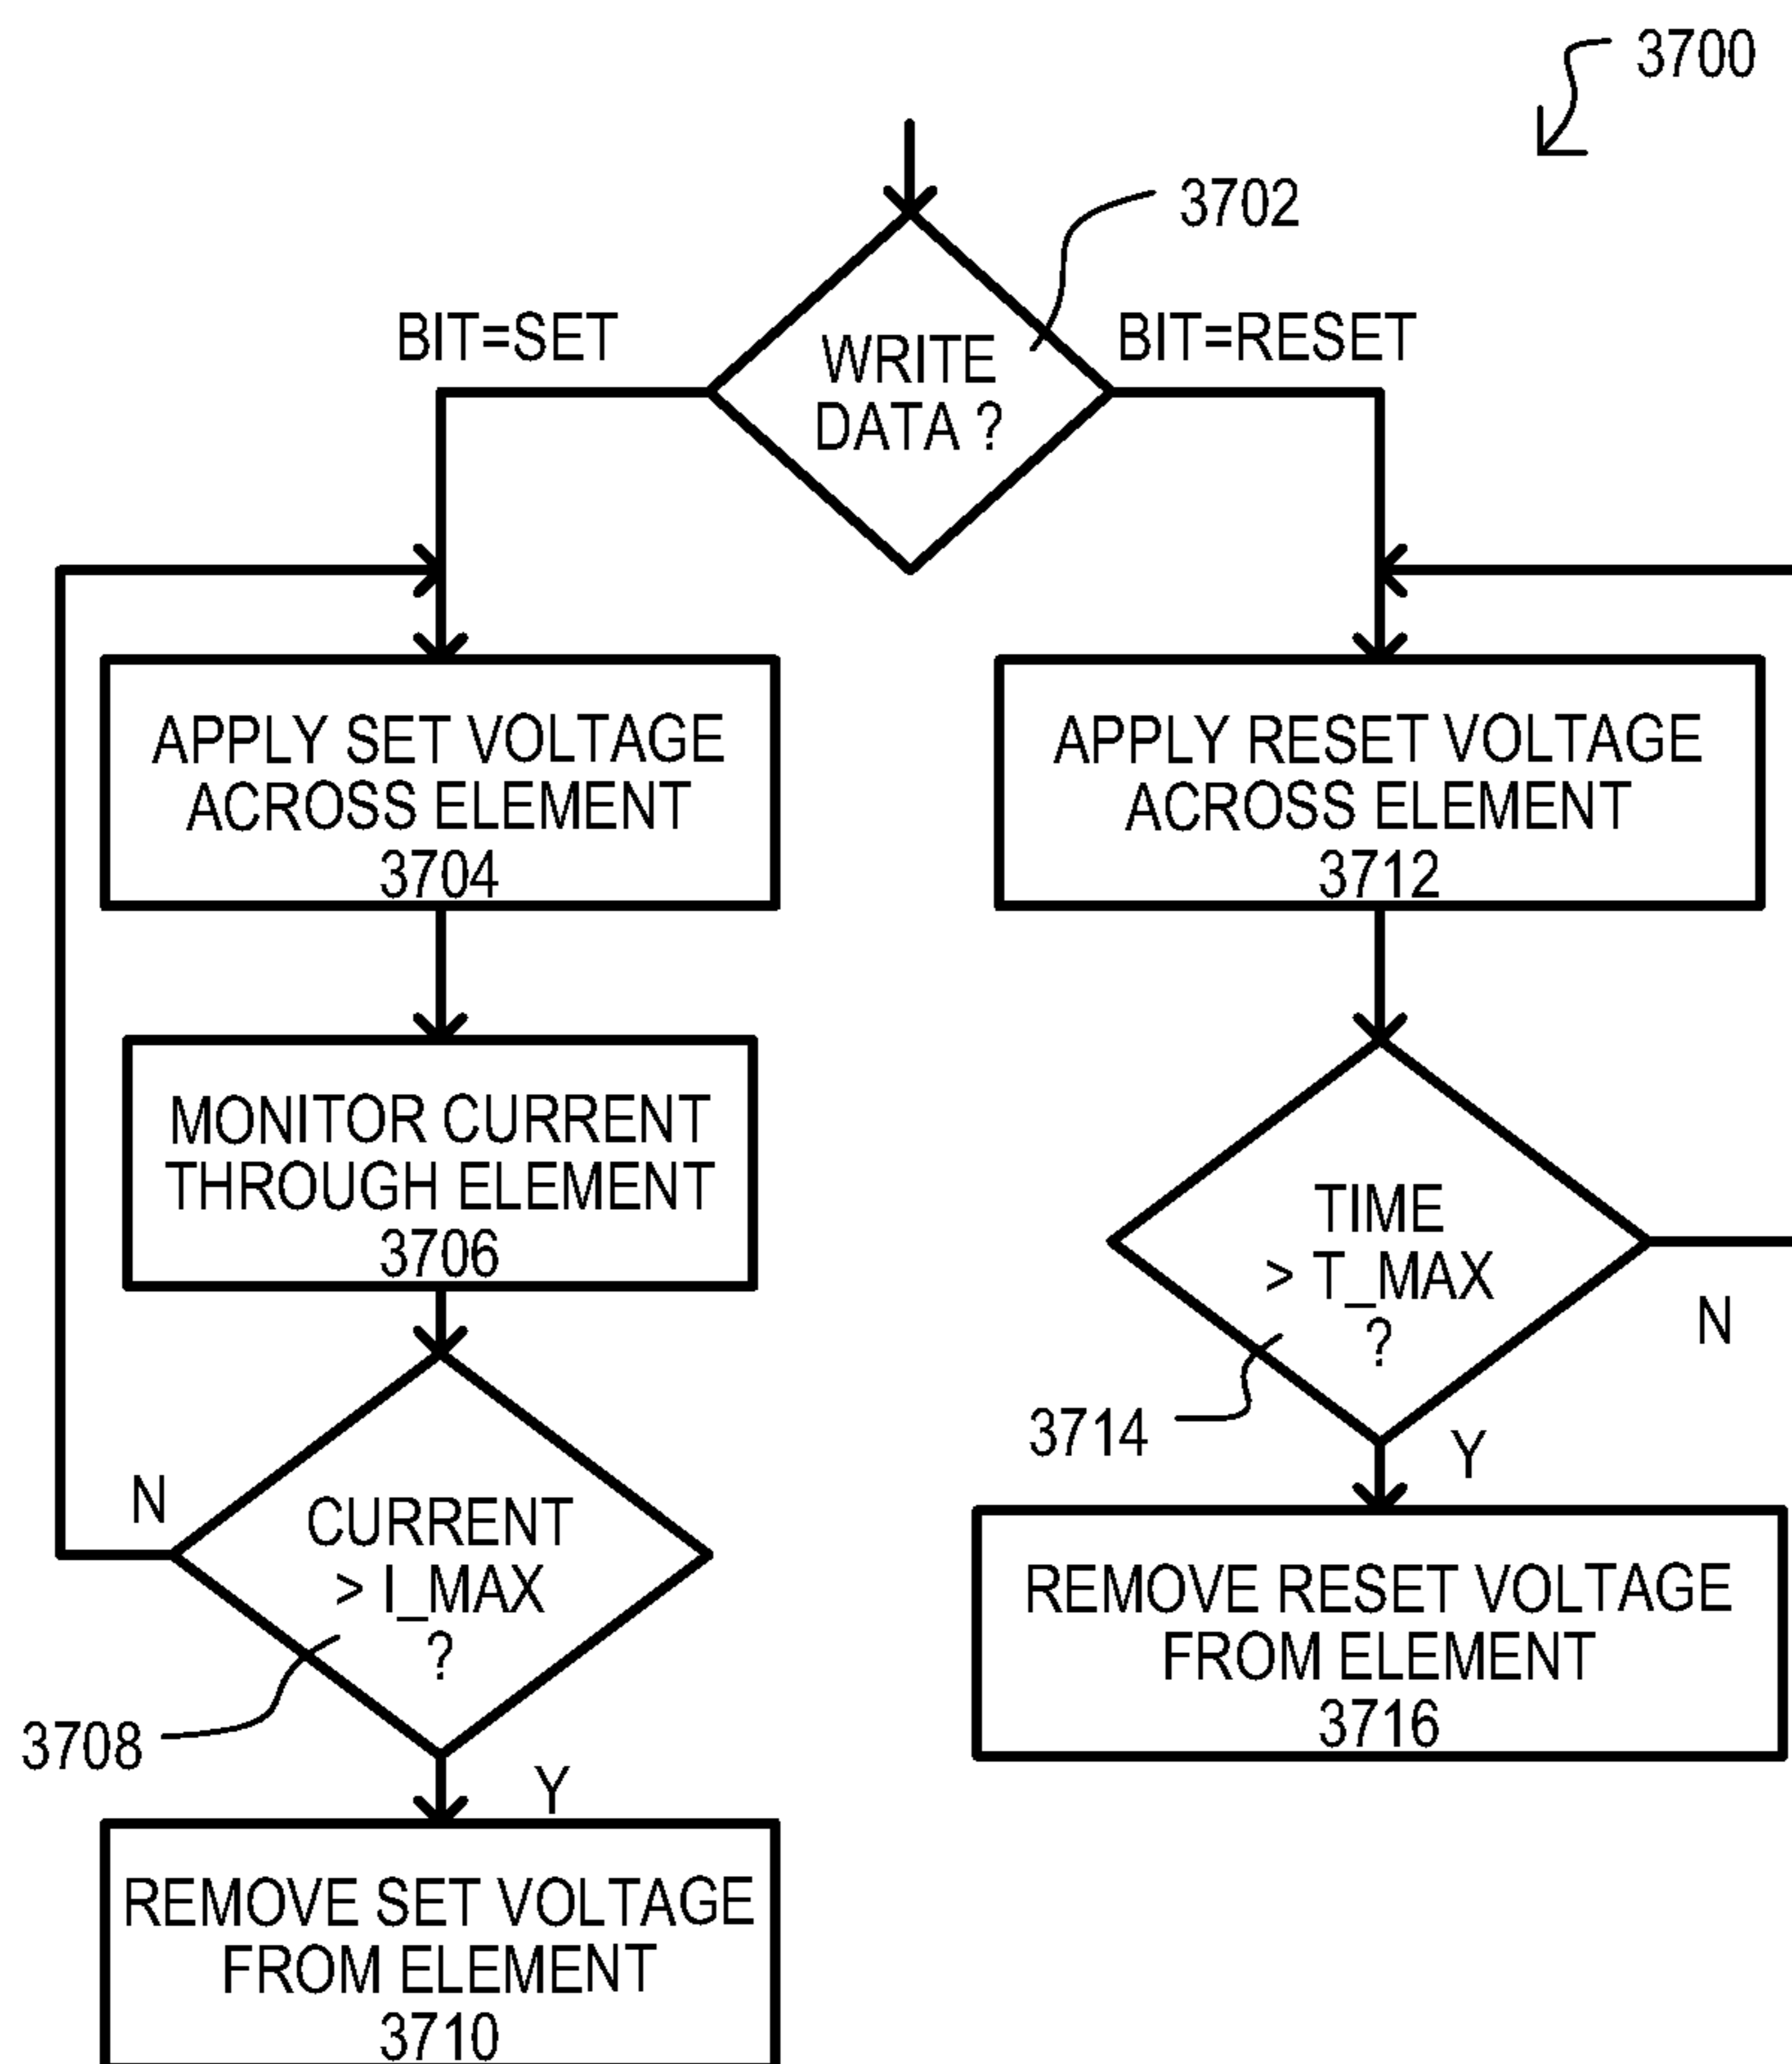 3700
3702
BIT=SET
WRITE
DATA ?
BIT=RESET
APPLY SET VOLTAGE
ACROSS ELEMENT
3704
APPLY RESET VOLTAGE
ACROSS ELEMENT
3712
MONITOR CURRENT
THROUGH ELEMENT
3706
TIME
> T_MAX
?
N
3714
Y
N
CURRENT
> I_MAX
?
3708
Y
REMOVE RESET VOLTAGE
FROM ELEMENT
3716
REMOVE SET VOLTAGE
FROM ELEMENT
3710